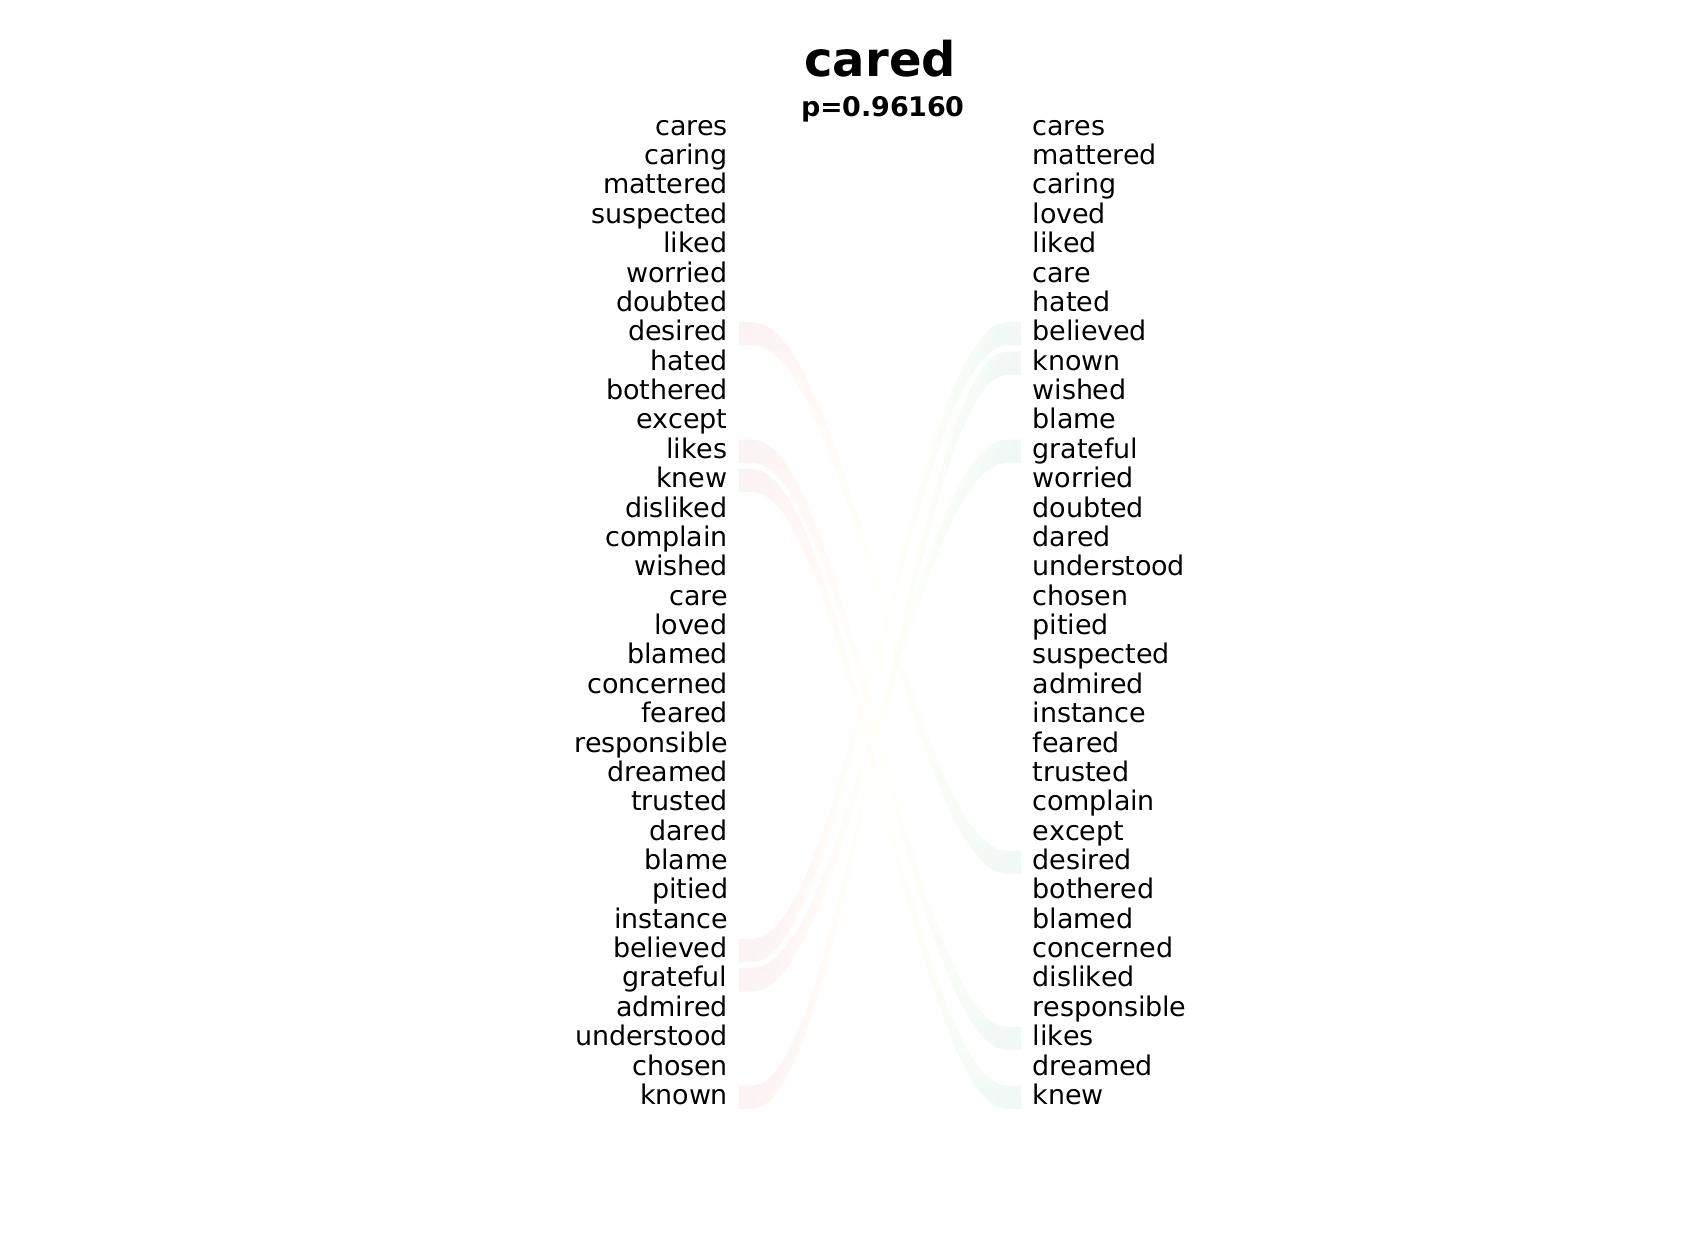 cared
p=0.96160
cares
caring
mattered
suspected
liked
worried
doubted
desired
hated
bothered
except
likes
knew
disliked
complain
wished
care
loved
blamed
concerned
feared
responsible
dreamed
trusted
dared
blame
pitied
instance
believed
grateful
admired
understood
chosen
known
cares
mattered
caring
loved
liked
care
hated
believed
known
wished
blame
grateful
worried
doubted
dared
understood
chosen
pitied
suspected
admired
instance
feared
trusted
complain
except
desired
bothered
blamed
concerned
disliked
responsible
likes
dreamed
knew